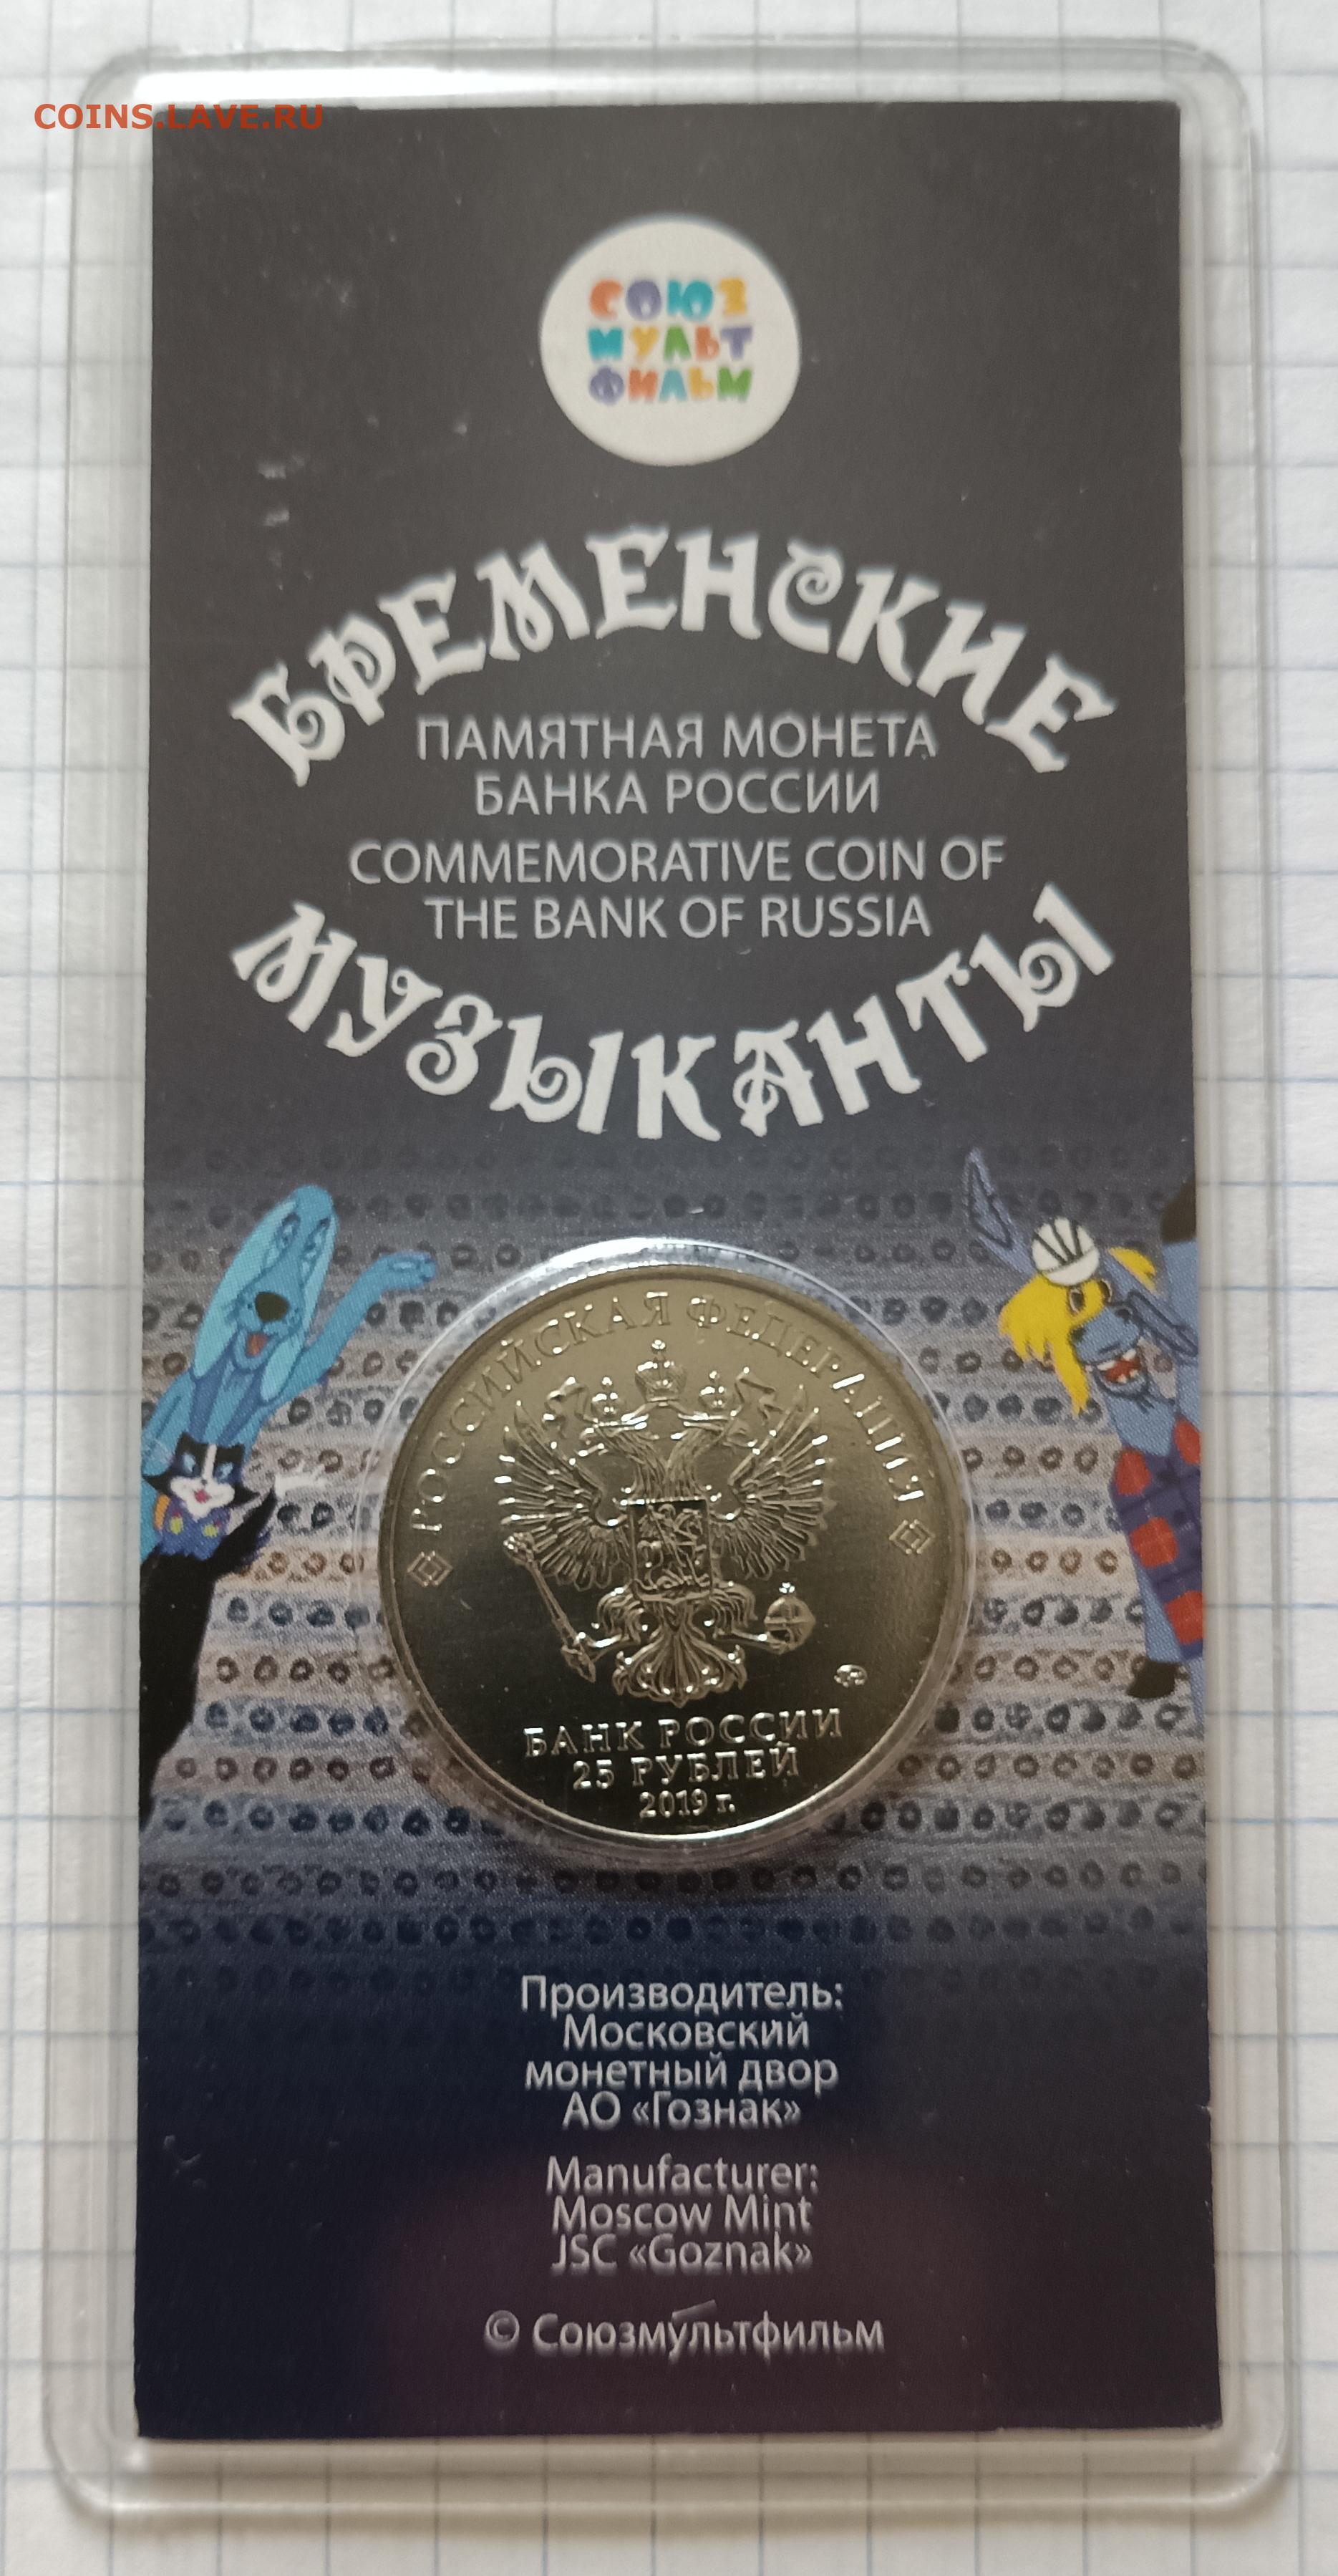 COINS.LAVE.RU
СОЮЗ
МУЛЬТ
ФИЛЬМ
БРЕМЕНСКИЕ
ПАМЯТНАЯ МОНЕТА
БАНКА РОССИИ
COMMEMORATIVE COIN OF
THE BANK OF RUSSIA
МУЗЫКАНТЫ
РОССИЙСКАЯ ФЕДЕРАЦИЯ
БАНК РОССИИ
25 РУБЛЕЙ
2019 г.
Производитель:
Московский
монетный двор
АО «Гознак»
Manufacturer:
Moscow Mint
JSC «Goznak»
© Союзмультфильм